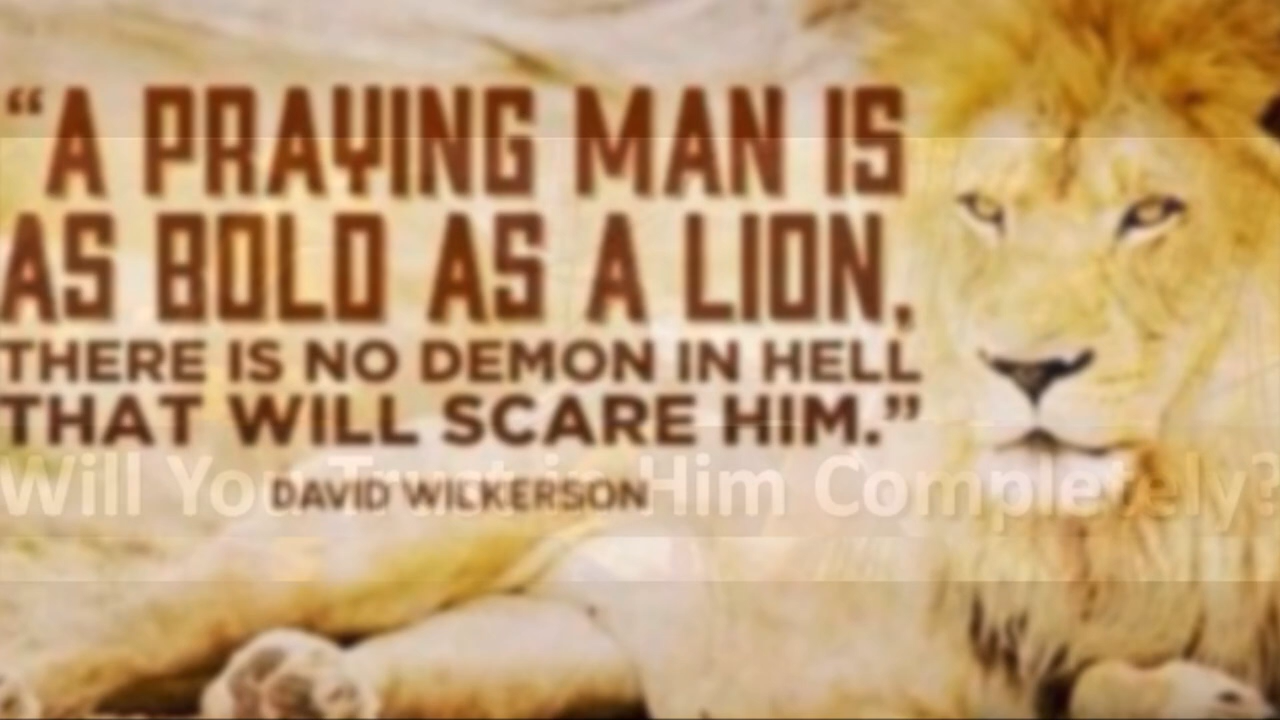 “A PRAYING MAN IS
AS BOLD AS A LION,
THERE IS NO DEMON IN HELL
THAT WILL SCARE HIM.”
Will You Trust in Him Completely?
DAVID WILKERSON